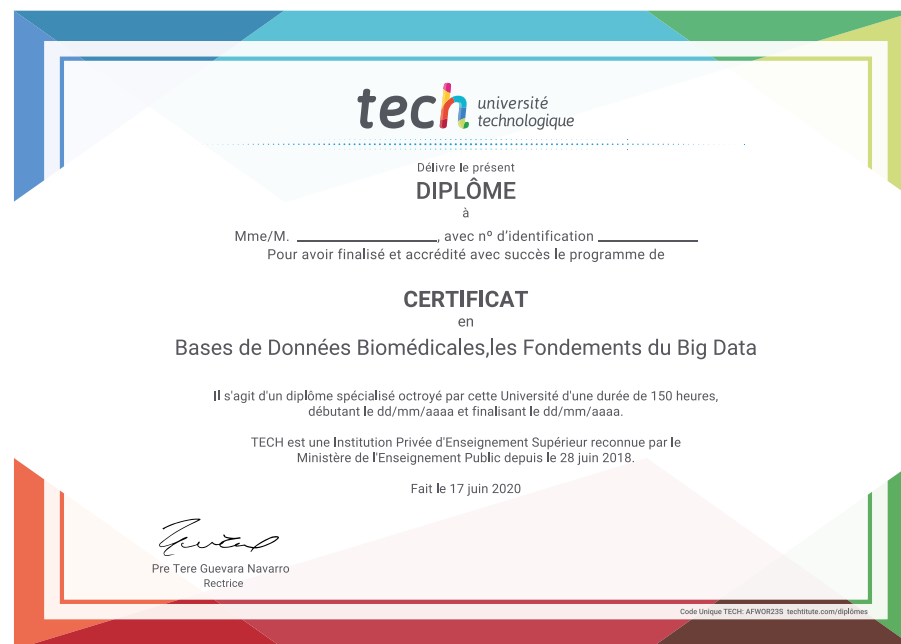 tech université
technologique
Délivre le présent
DIPLÔME
à
Mme/M. ____________, avec nº d'identification ____________
Pour avoir finalisé et accrédité avec succès le programme de
CERTIFICAT
en
Bases de Données Biomédicales,les Fondements du Big Data
Il s'agit d'un diplôme spécialisé octroyé par cette Université d'une durée de 150 heures,
débutant le dd/mm/aaaa et finalisant le dd/mm/aaaa.
TECH est une Institution Privée d'Enseignement Supérieur reconnue par le
Ministère de l'Enseignement Public depuis le 28 juin 2018.
Fait le 17 juin 2020
Pre Tere Guevara Navarro
Rectrice
Code Unique TECH: AFWOR23S techtitute.com/diplômes